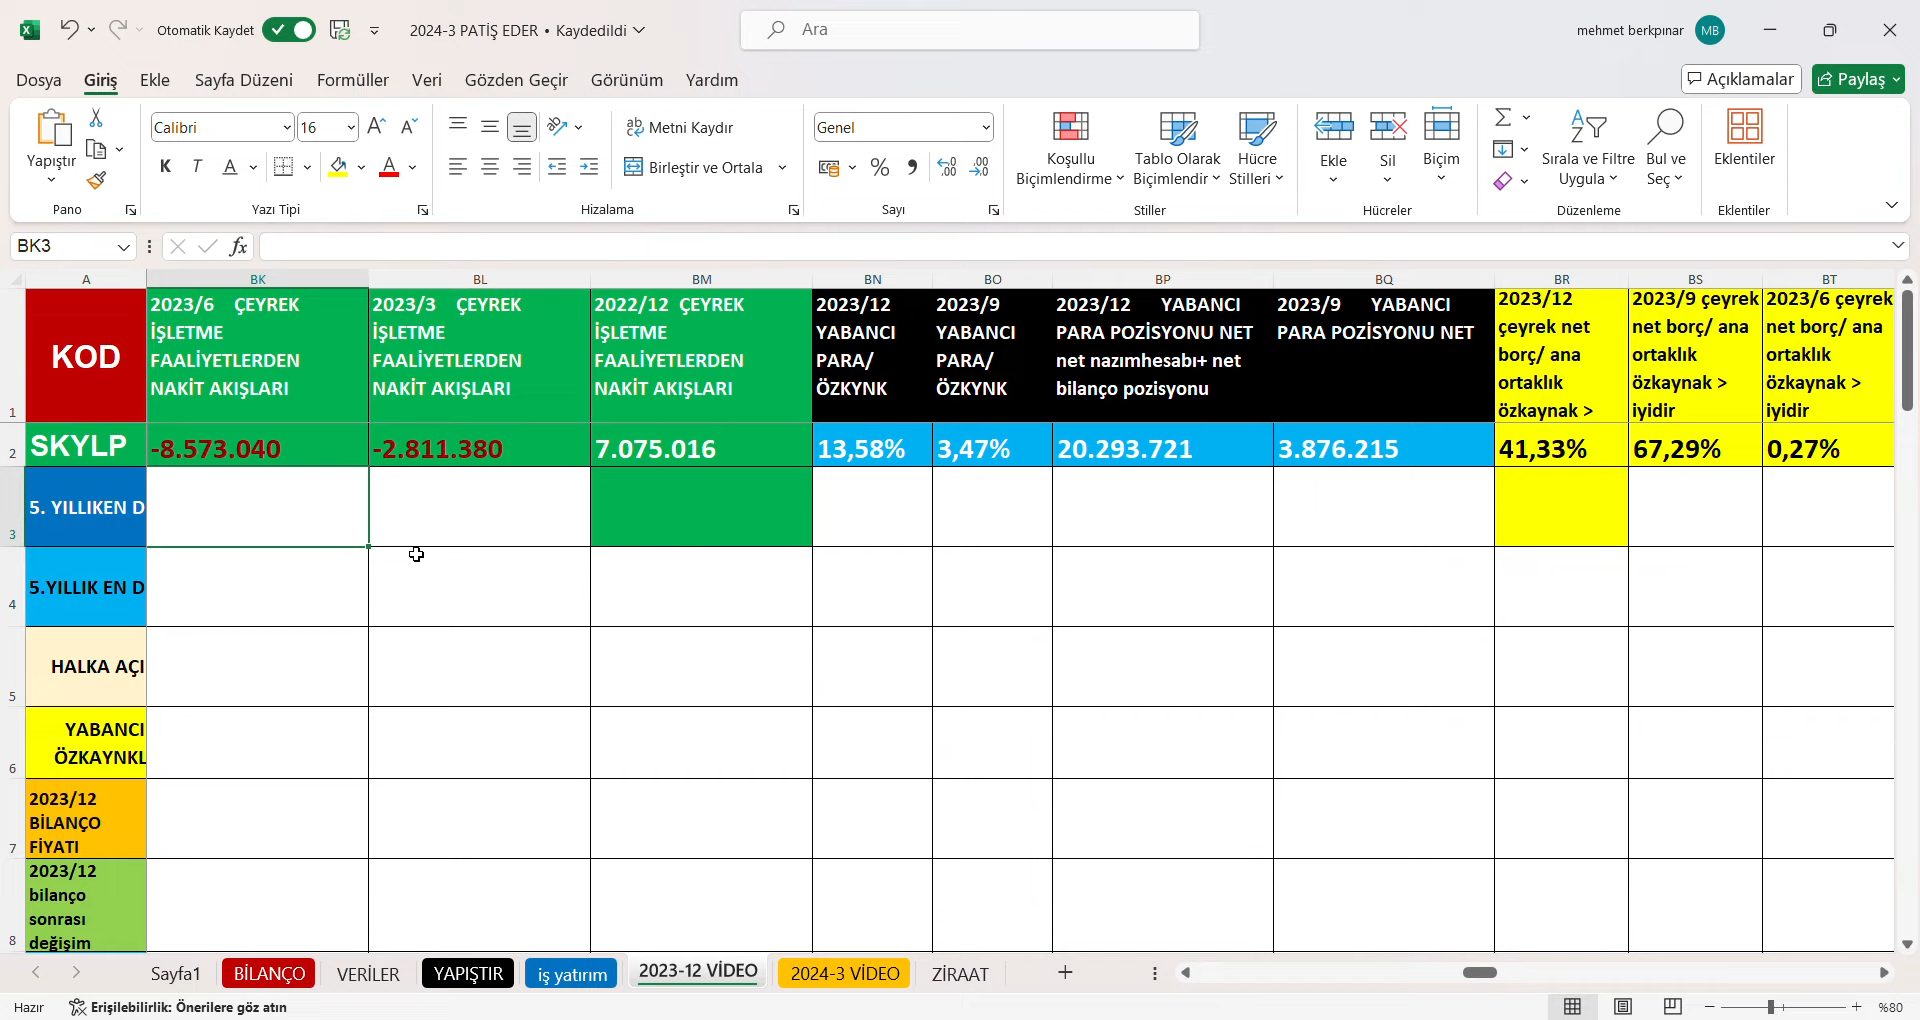 Otomatik Kaydet
2024-3 PATİŞ EDER • Kaydedildi
Ara
mehmet berkpınar
MB
Dosya Giriş Ekle Sayfa Düzeni Formüller Veri Gözden Geçir Görünüm Yardım
Açıklamalar
Paylaş
Yapıştır
Pano
Calibri
16
K T A
Yazı Tipi
Metni Kaydır
Birleştir ve Ortala
Hizalama
Genel
Sayı
Koşullu
Biçimlendirme
Tablo Olarak
Biçimlendir
Hücre
Stilleri
Stiller
Ekle
Sil
Biçim
Hücreler
Sırala ve Filtre
Uygula
Bul ve
Seç
Düzenleme
Eklentiler
Eklentiler
BK3
fx
A BK BL BM BN BO BP BQ BR BS BT
1
KOD
2023/6 ÇEYREK
İŞLETME
FAALİYETLERDEN
NAKİT AKIŞLARI
2023/3 ÇEYREK
İŞLETME
FAALİYETLERDEN
NAKİT AKIŞLARI
2022/12 ÇEYREK
İŞLETME
FAALİYETLERDEN
NAKİT AKIŞLARI
2023/12
YABANCI
PARA/
ÖZKYNK
2023/9
YABANCI
PARA/
ÖZKYNK
2023/12 YABANCI
PARA POZİSYONU NET
net nazımhesabı+ net
bilanço pozisyonu
2023/9 YABANCI
PARA POZİSYONU NET
2023/12
çeyrek net
borç/ ana
ortaklık
özkaynak >
2023/9 çeyrek
net borç/ ana
ortaklık
özkaynak >
iyidir
2023/6 çeyrek
net borç/ ana
ortaklık
özkaynak >
iyidir
2
SKYLP -8.573.040 -2.811.380 7.075.016 13,58% 3,47% 20.293.721 3.876.215 41,33% 67,29% 0,27%
3
5. YILLIKEN D
4
5.YILLIK EN D
5
HALKA AÇI
6
YABANCI
ÖZKAYNKL
7
2023/12
BİLANÇO
FİYATI
8
2023/12
bilanço
sonrası
değişim
Sayfa1 BİLANÇO VERİLER YAPIŞTIR iş yatırım 2023-12 VİDEO 2024-3 VİDEO ZİRAAT
Hazır
Erişilebilirlik: Önerilere göz atın
%80